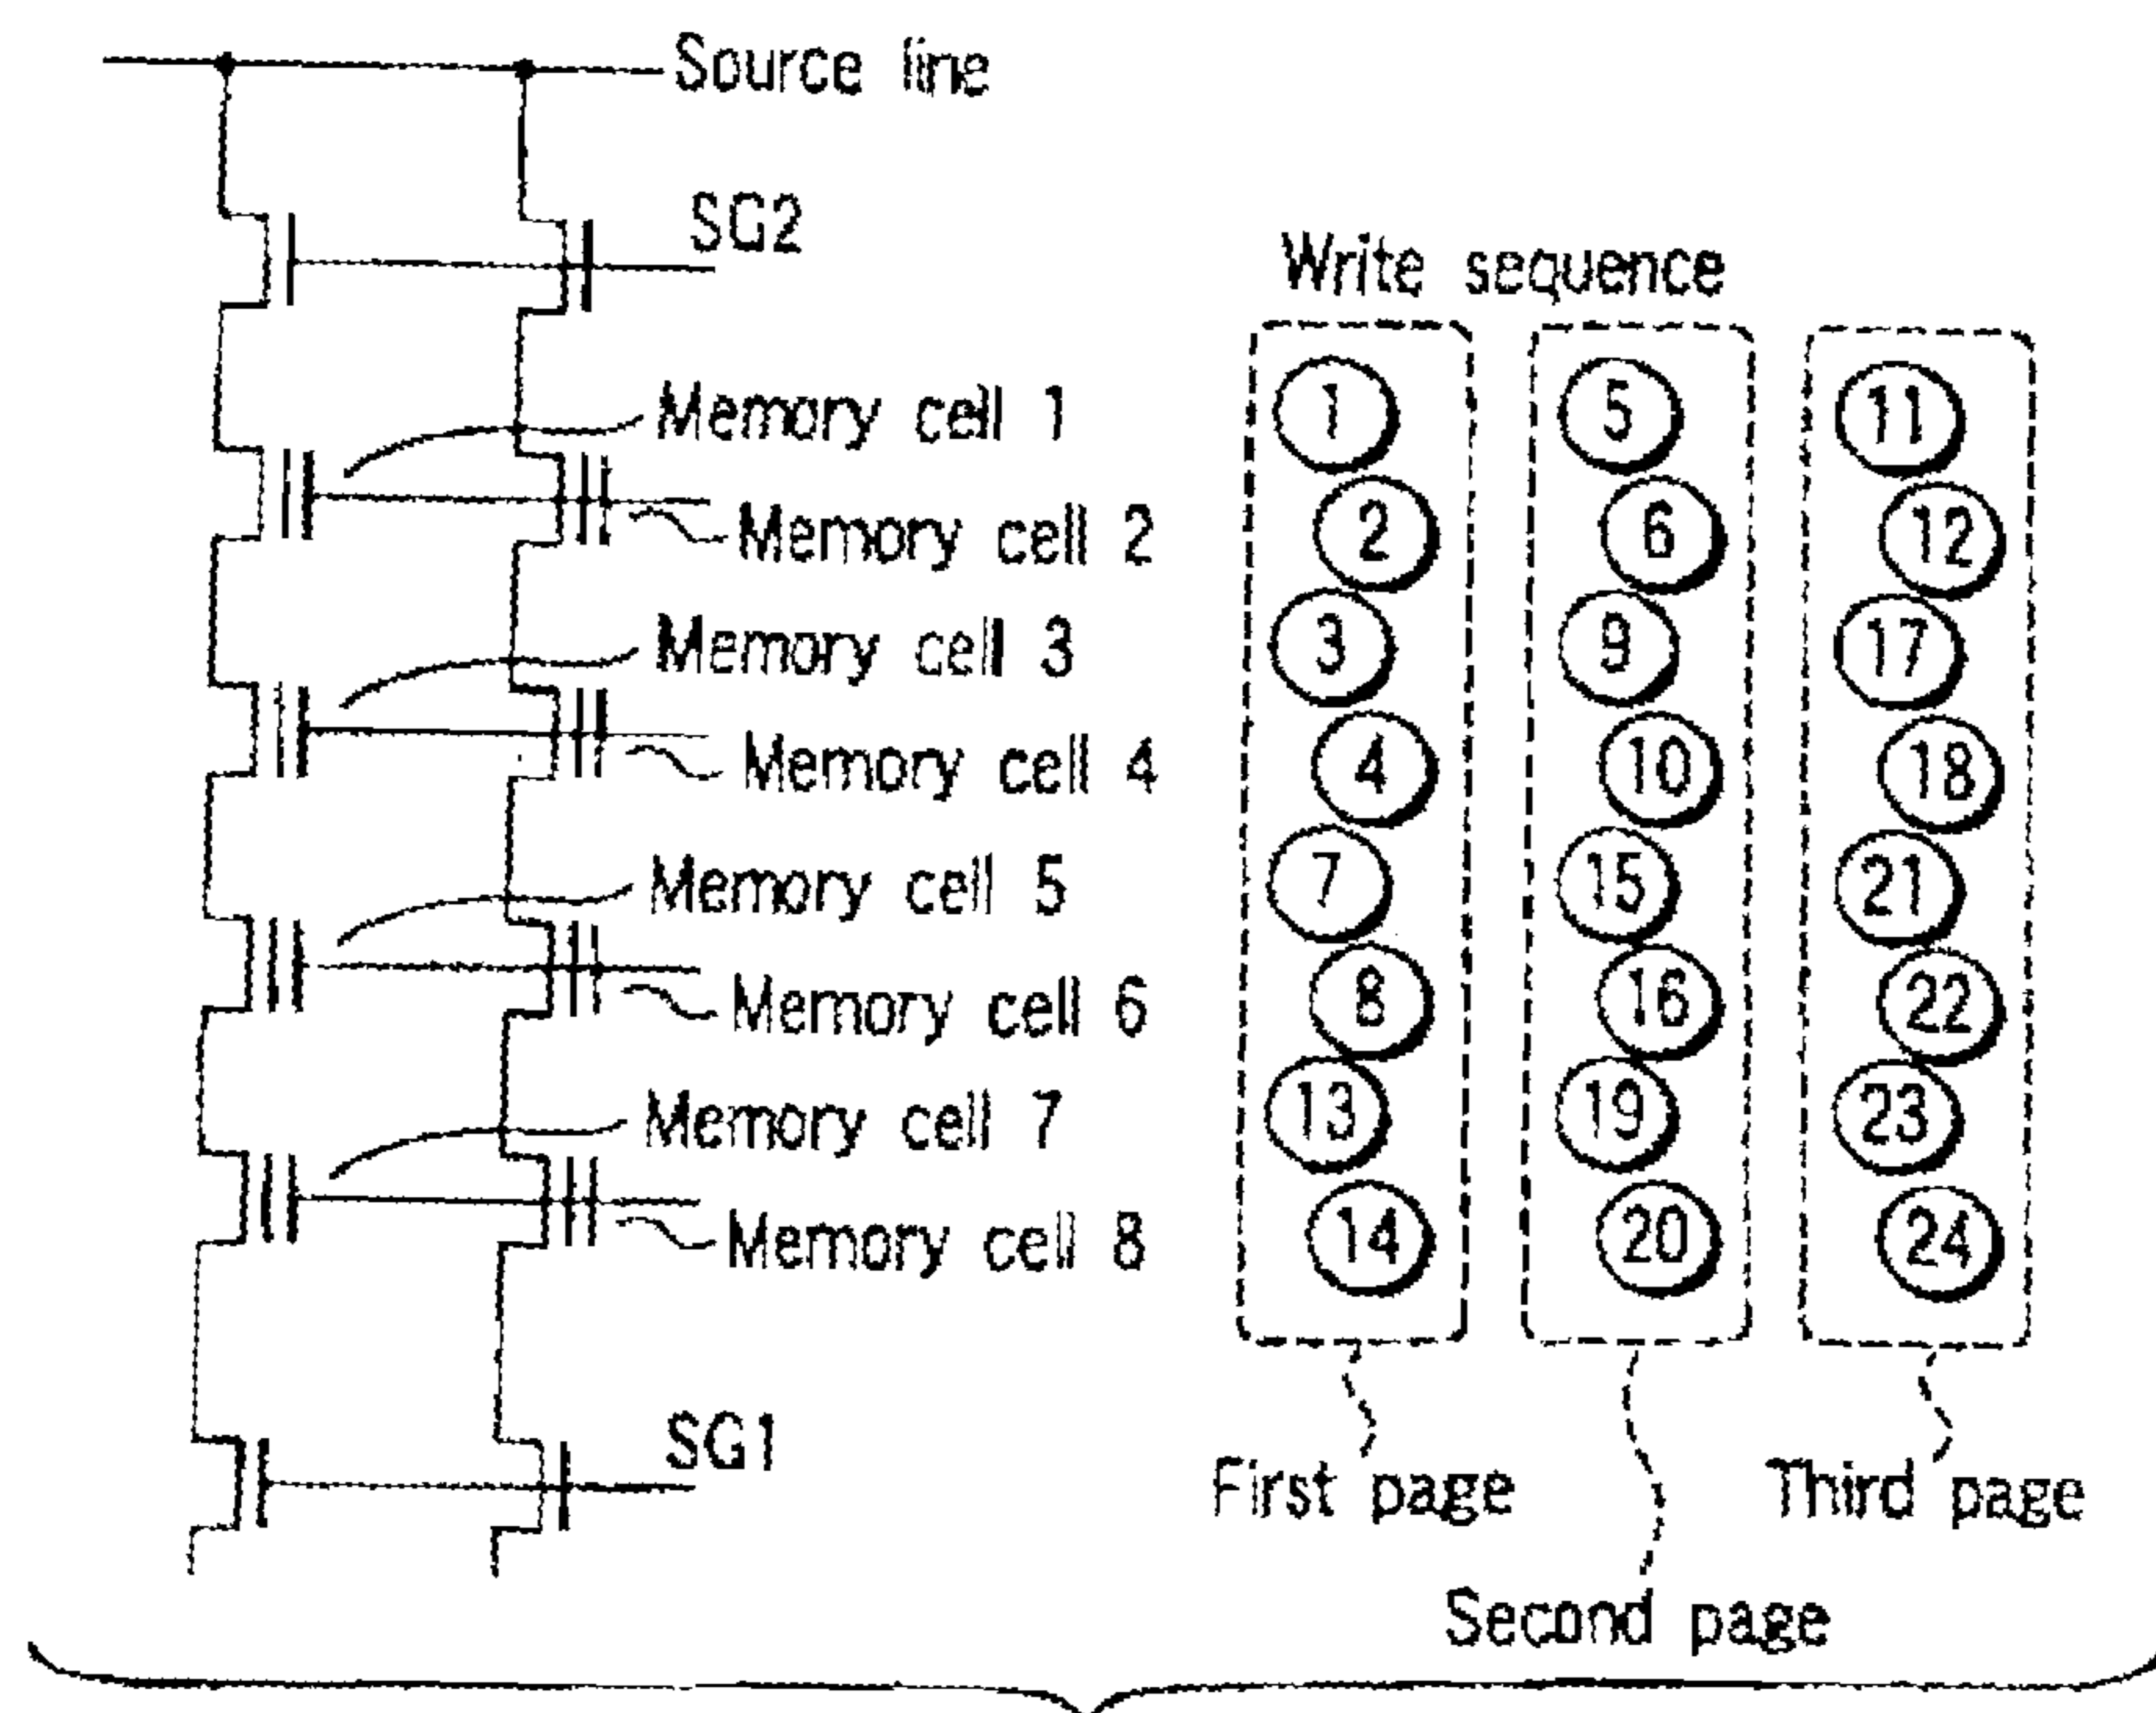 Source line
SG2
Write sequence
Memory cell 1
Memory cell 2
Memory cell 3
Memory cell 4
Memory cell 5
Memory cell 6
Memory cell 7
Memory cell 8
SG1
1 5 11
2 6 12
3 9 17
4 10 18
7 15 21
8 16 22
13 19 23
14 20 24
First page
Second page
Third page